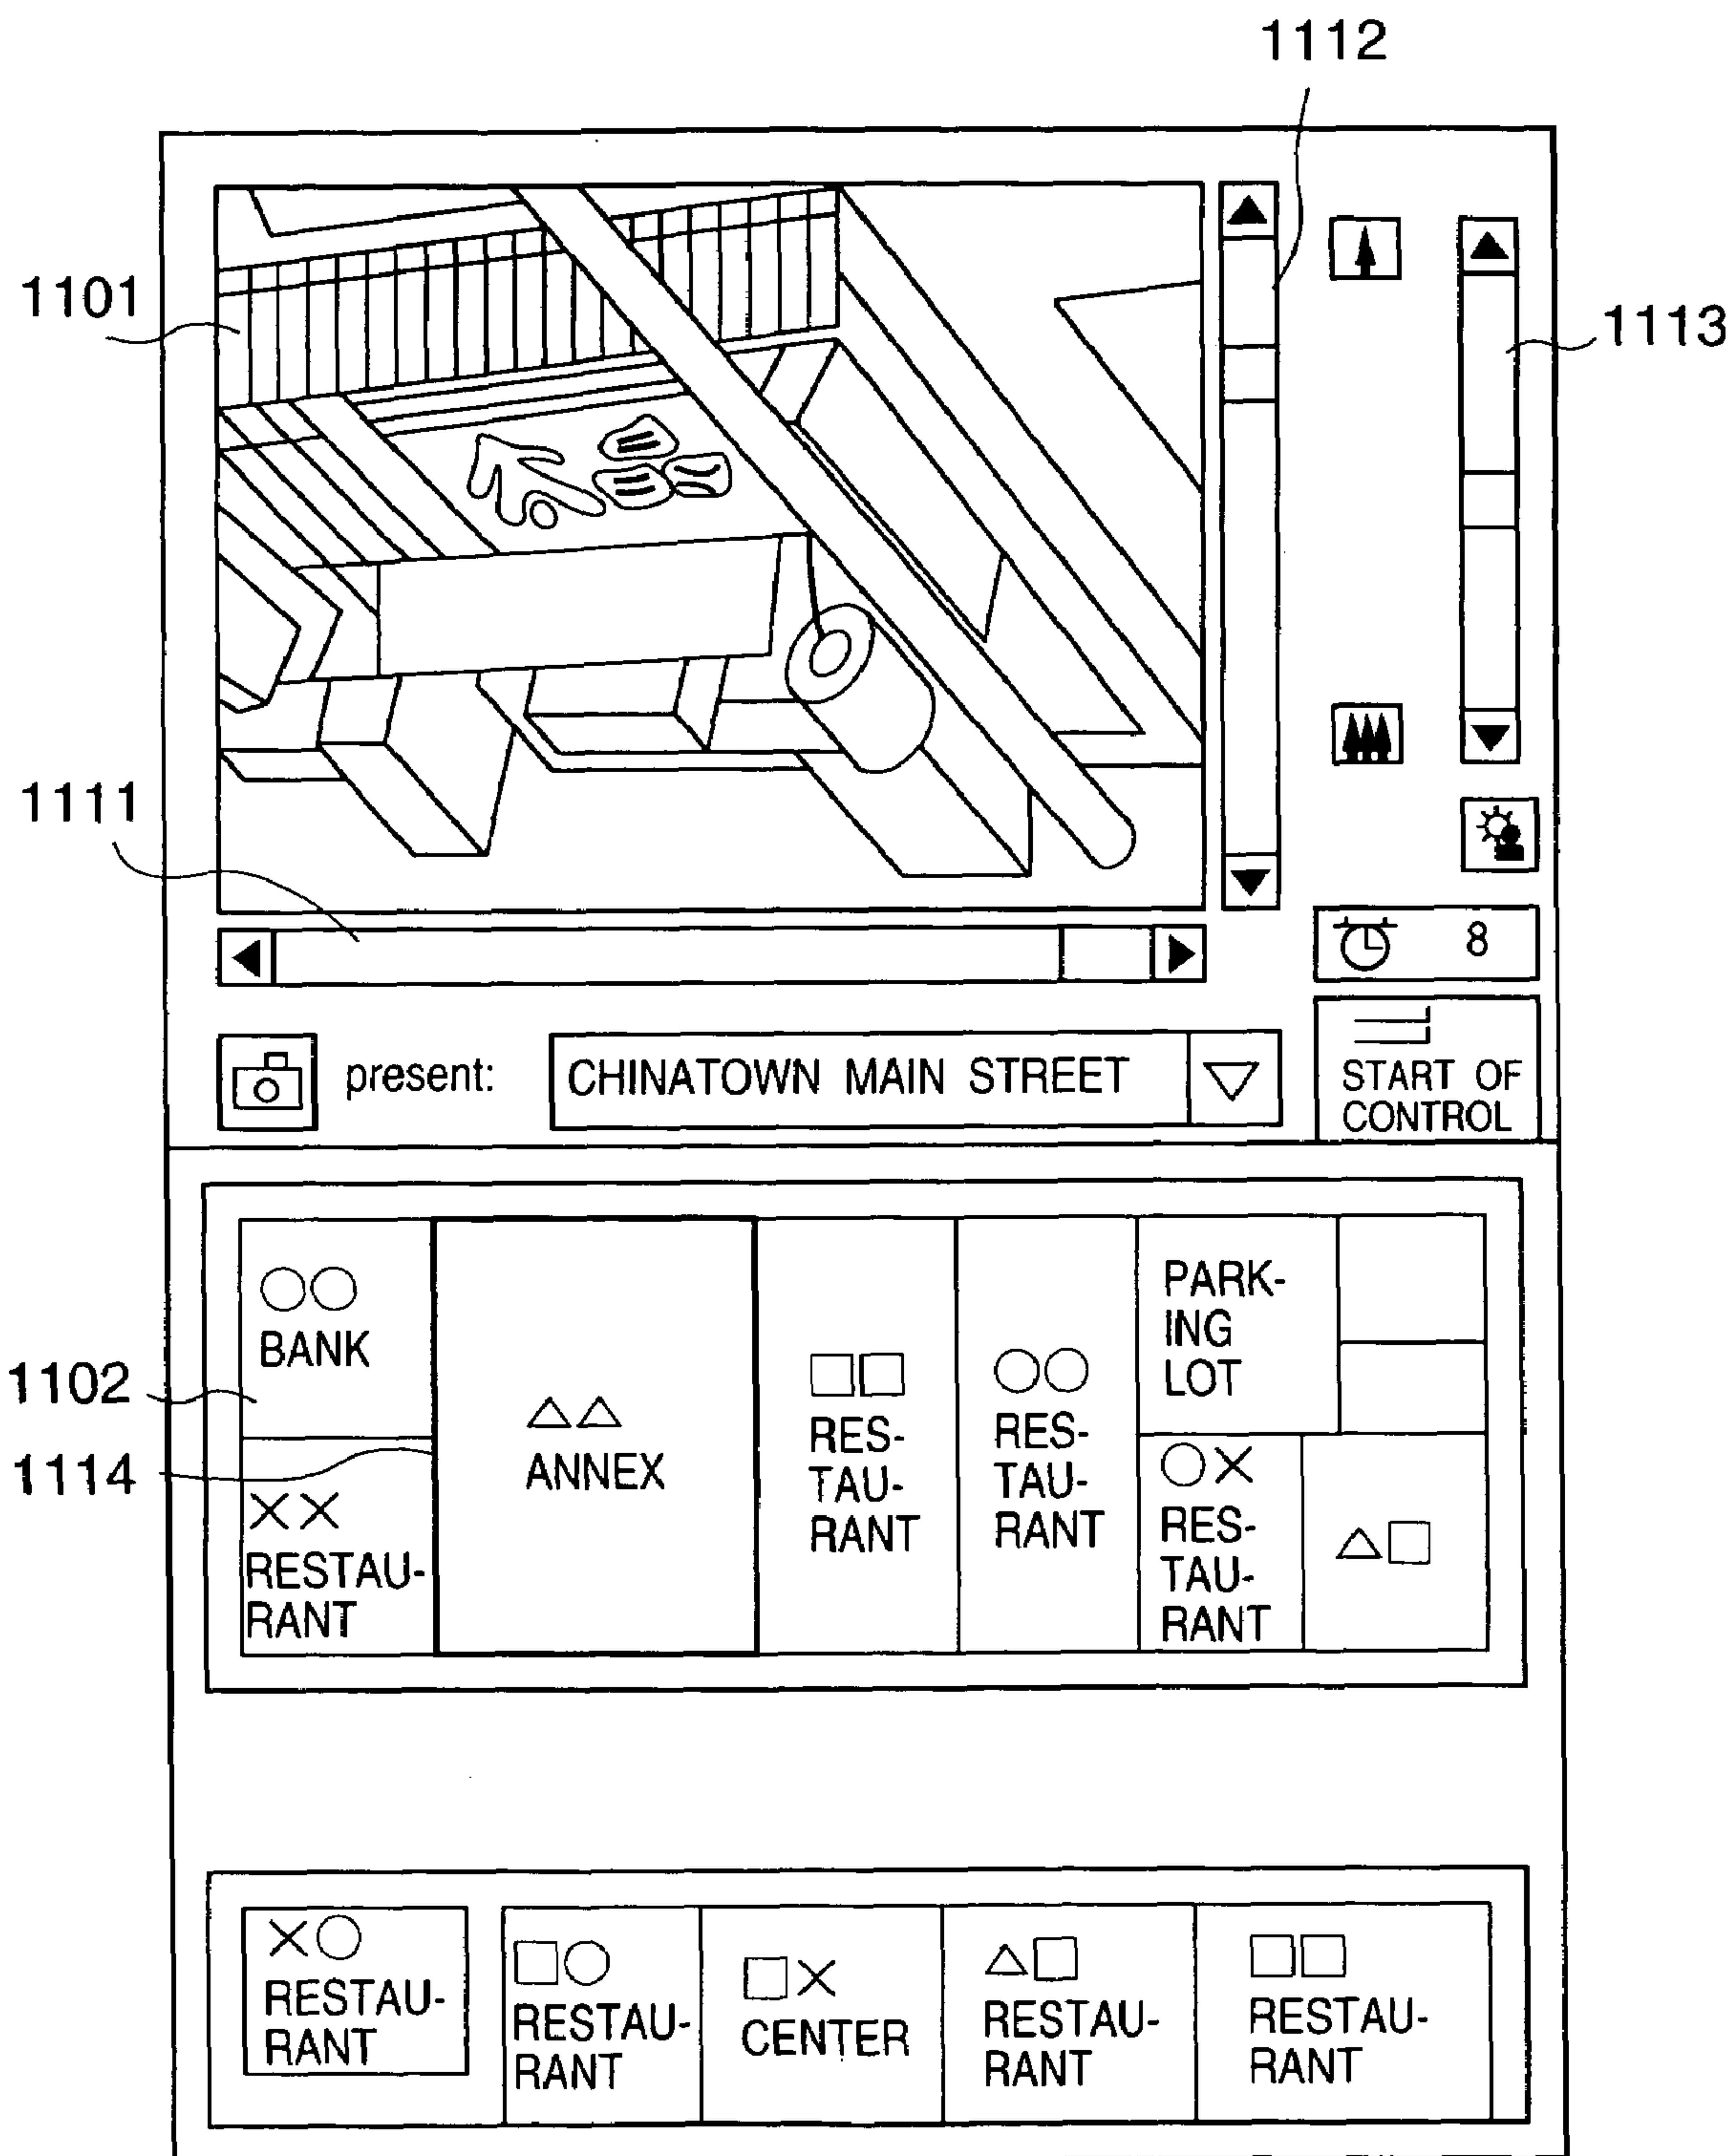 1112
1101
1113
1111
8
present:
CHINATOWN MAIN STREET
START OF
CONTROL
○○
BANK
1102
1114
××
RESTAU-
RANT
△△
ANNEX
□□
RES-
TAU-
RANT
○○
RES-
TAU-
RANT
PARK-
ING
LOT
○×
RES-
TAU-
RANT
△□
×○
RESTAU-
RANT
□○
RESTAU-
RANT
□×
CENTER
△□
RESTAU-
RANT
□□
RESTAU-
RANT